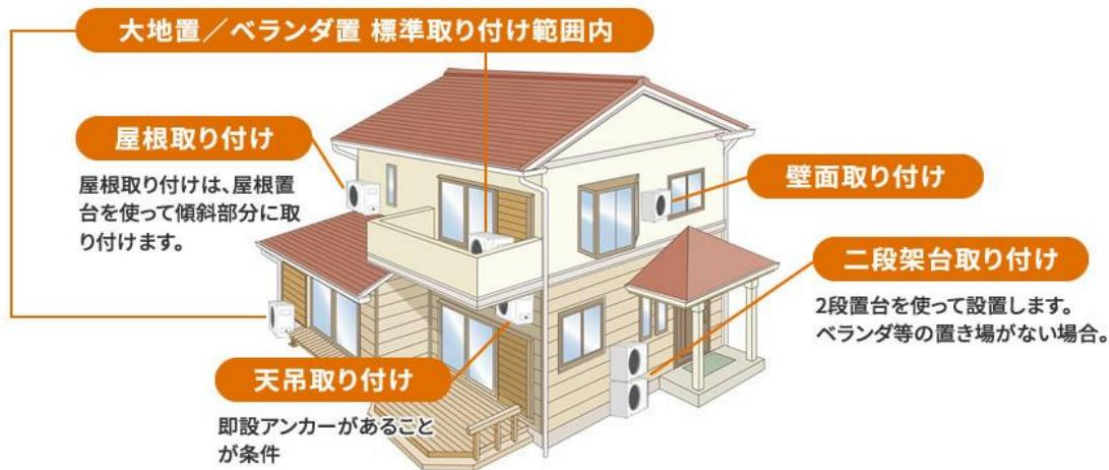 大地置／ベランダ置 標準取り付け範囲内
屋根取り付け
屋根取り付けは、屋根置
台を使って傾斜部分に取
り付けます。
壁面取り付け
二段架台取り付け
2段置台を使って設置します。
ベランダ等の置き場がない場合。
天吊取り付け
即設アンカーがあること
が条件